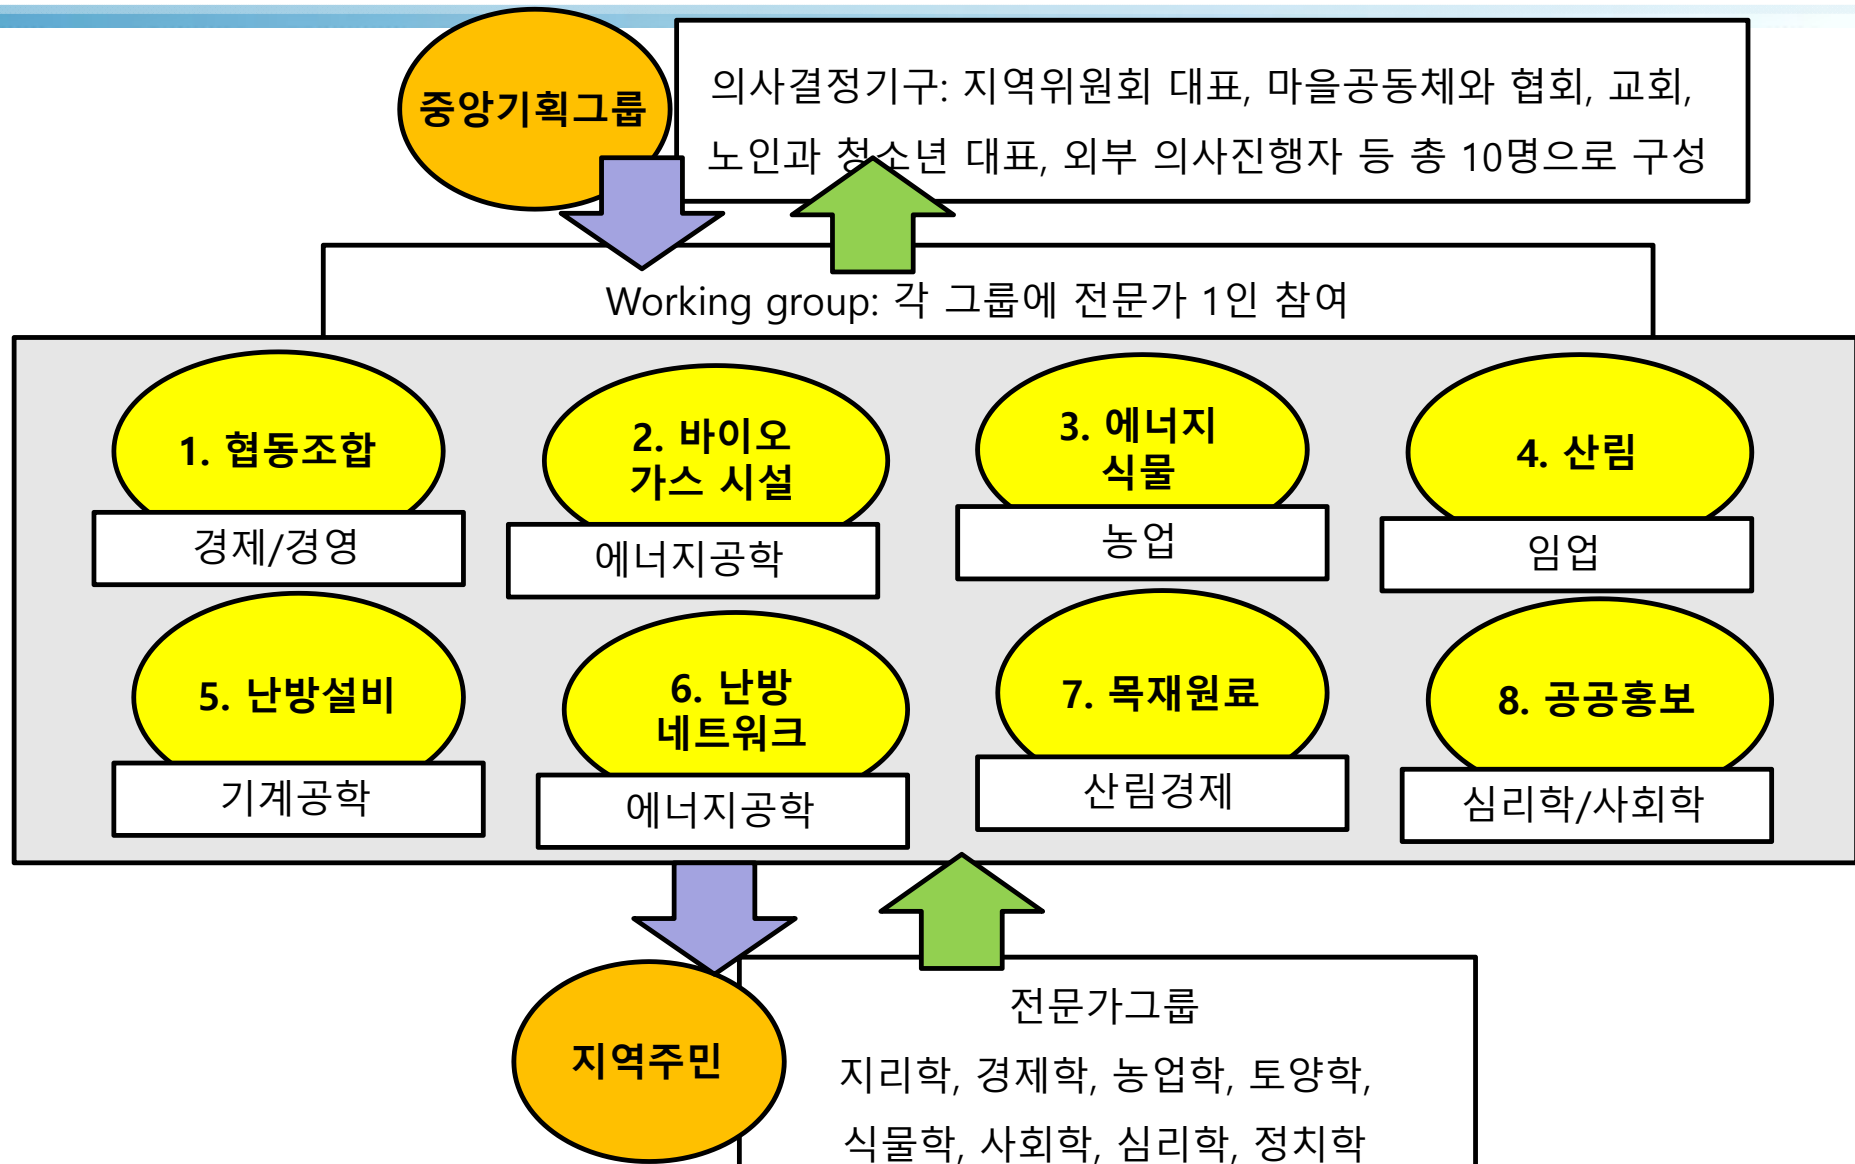 중앙기획그룹
의사결정기구: 지역위원회 대표, 마을공동체와 협회, 교회,
노인과 청소년 대표, 외부 의사진행자 등 총 10명으로 구성
Working group: 각 그룹에 전문가 1인 참여
1. 협동조합
경제/경영
2. 바이오
가스 시설
에너지공학
3. 에너지
식물
농업
4. 산림
임업
5. 난방설비
기계공학
6. 난방
네트워크
에너지공학
7. 목재원료
산림경제
8. 공공홍보
심리학/사회학
지역주민
전문가그룹
지리학, 경제학, 농업학, 토양학,
식물학, 사회학, 심리학, 정치학